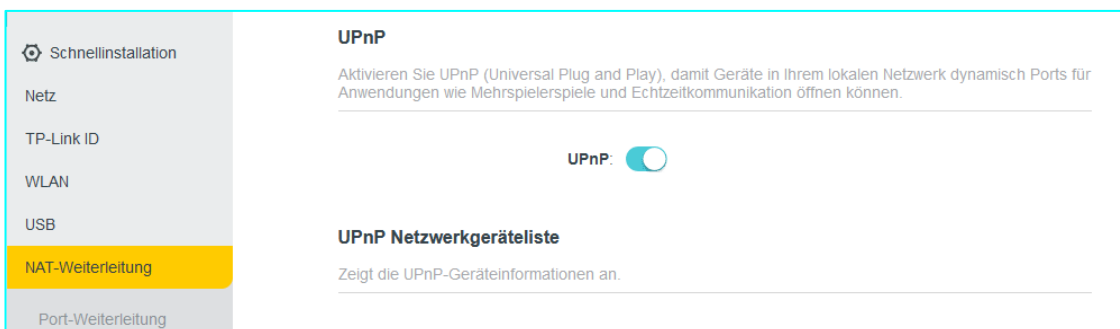 Schnellinstallation
Netz
TP-Link ID
WLAN
USB
NAT-Weiterleitung
Port-Weiterleitung
UPnP
Aktivieren Sie UPnP (Universal Plug and Play), damit Geräte in Ihrem lokalen Netzwerk dynamisch Ports für
Anwendungen wie Mehrspielerspiele und Echtzeitkommunikation öffnen können.
UPnP:
UPnP Netzwerkgeräteliste
Zeigt die UPnP-Geräteinformationen an.